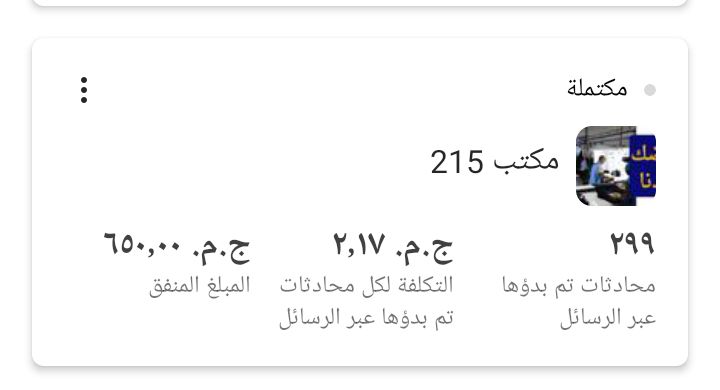 مكتملة
مكتب 215
٢٩٩
محادثات تم بدؤها
عبر الرسائل
ج.م. ٢,١٧
التكلفة لكل محادثات
تم بدؤها عبر الرسائل
ج.م. ٦٥٠,٠٠
المبلغ المنفق